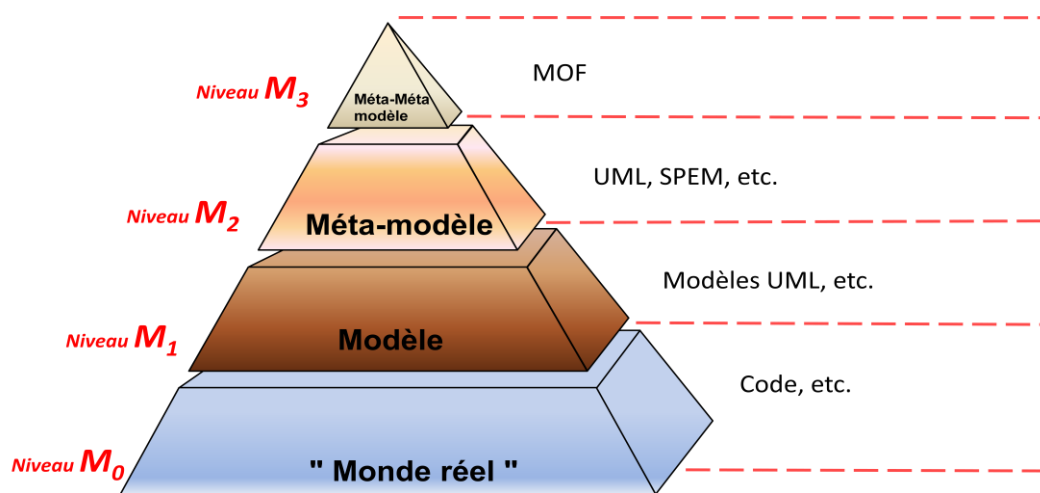 Niveau M3
Méta-Méta
modèle
MOF
Niveau M2
Méta-modèle
UML, SPEM, etc.
Niveau M1
Modèle
Modèles UML, etc.
Niveau M0
" Monde réel "
Code, etc.